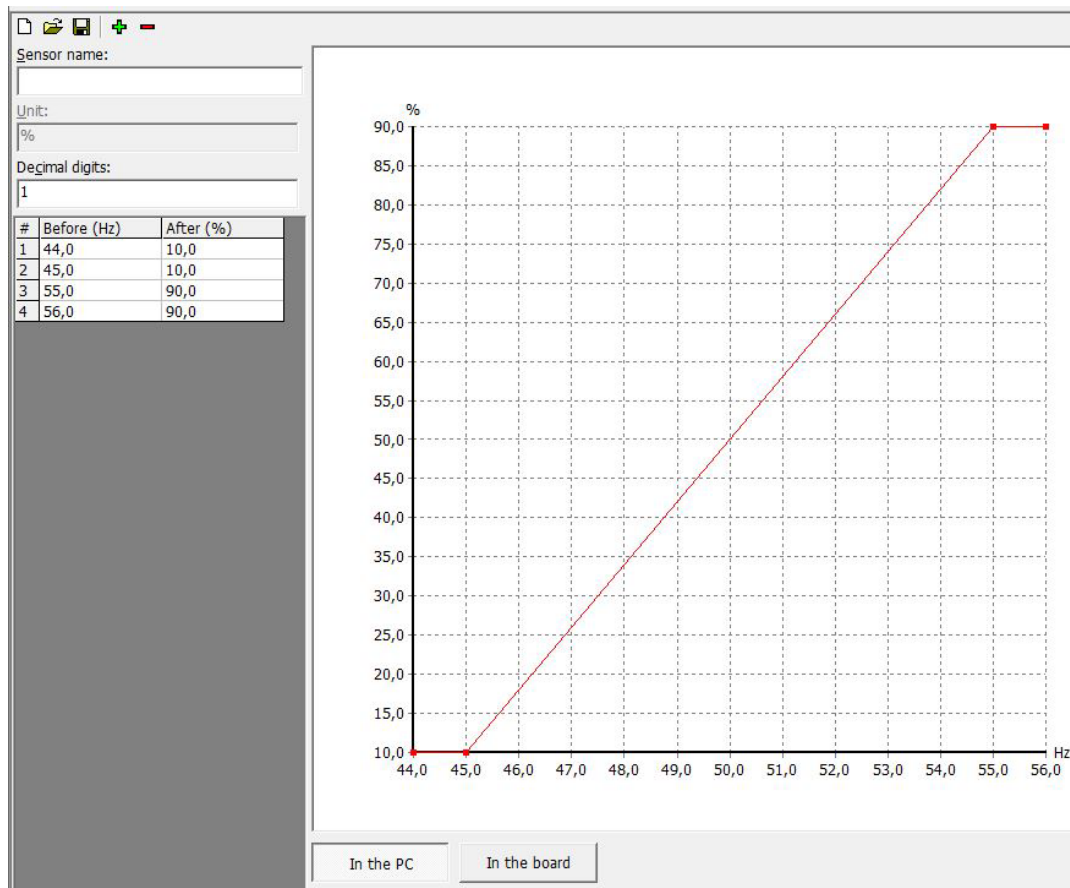 Sensor name:
Unit:
%
Decimal digits:
1
# Before (Hz) After (%)
1 44,0 10,0
2 45,0 10,0
3 55,0 90,0
4 56,0 90,0
%
90,0
85,0
80,0
75,0
70,0
65,0
60,0
55,0
50,0
45,0
40,0
35,0
30,0
25,0
20,0
15,0
10,0
Hz
44,0 45,0 46,0 47,0 48,0 49,0 50,0 51,0 52,0 53,0 54,0 55,0 56,0
In the PC In the board